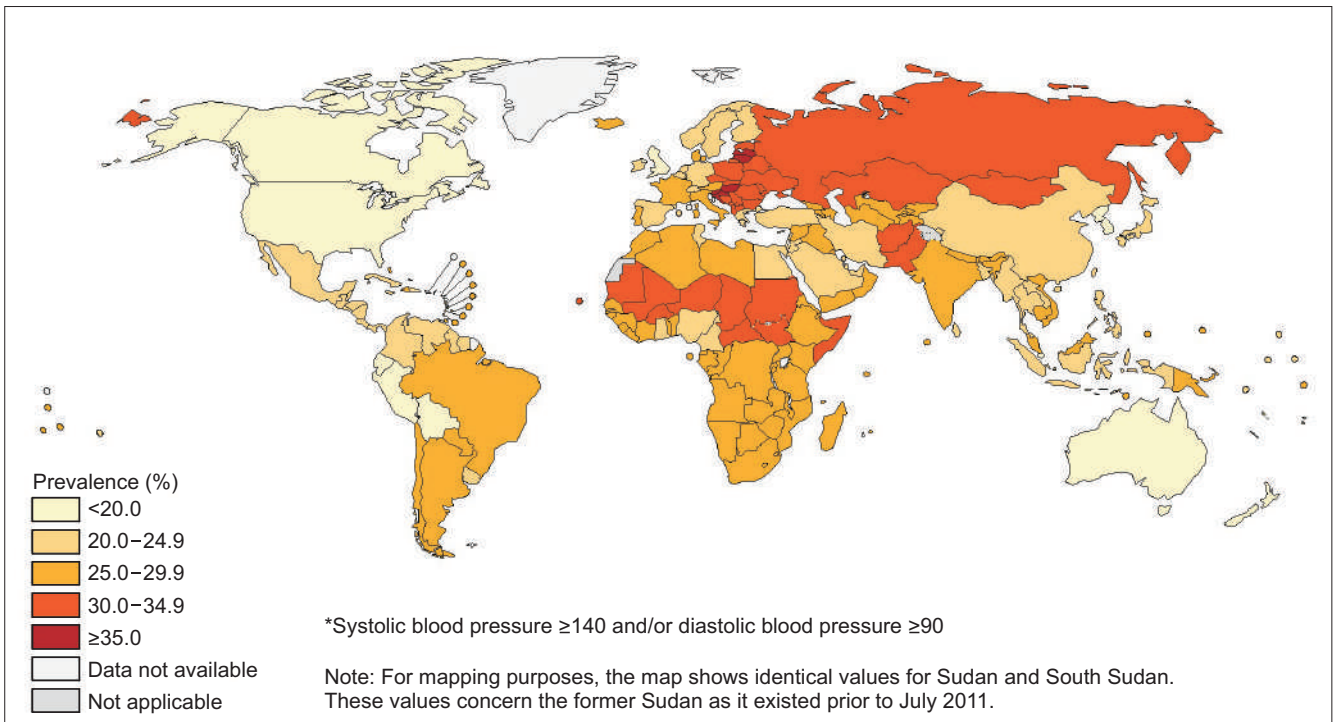 Prevalence (%)
<20.0
20.0−24.9
25.0−29.9
30.0−34.9
≥35.0
Data not available
Not applicable
*Systolic blood pressure ≥140 and/or diastolic blood pressure ≥90
Note: For mapping purposes, the map shows identical values for Sudan and South Sudan.
These values concern the former Sudan as it existed prior to July 2011.